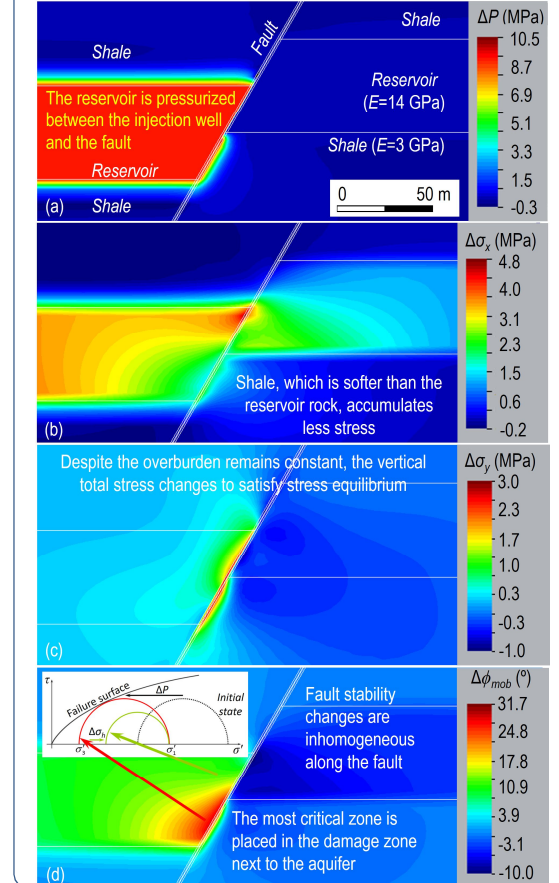 Shale
ΔP (MPa)
Shale
Fault
10.5
8.7
6.9
5.1
3.3
1.5
-0.3
The reservoir is pressurized
between the injection well
and the fault
Reservoir
(E=14 GPa)
Shale (E=3 GPa)
Reservoir
0 50 m
(a)
Shale
Δσx (MPa)
4.8
4.0
3.1
2.3
1.5
0.6
-0.2
Shale, which is softer than the
reservoir rock, accumulates
less stress
(b)
Despite the overburden remains constant, the vertical
total stress changes to satisfy stress equilibrium
Δσy (MPa)
3.0
2.3
1.7
1.0
0.3
-0.3
-1.0
(c)
Δϕmob (º)
31.7
24.8
17.8
10.9
3.9
-3.1
-10.0
τ
Failure surface
ΔP
Initial
state
Δσh
σ'3
σ'1
σ'
Fault stability
changes are
inhomogeneous
along the fault
The most critical zone is
placed in the damage zone
next to the aquifer
(d)